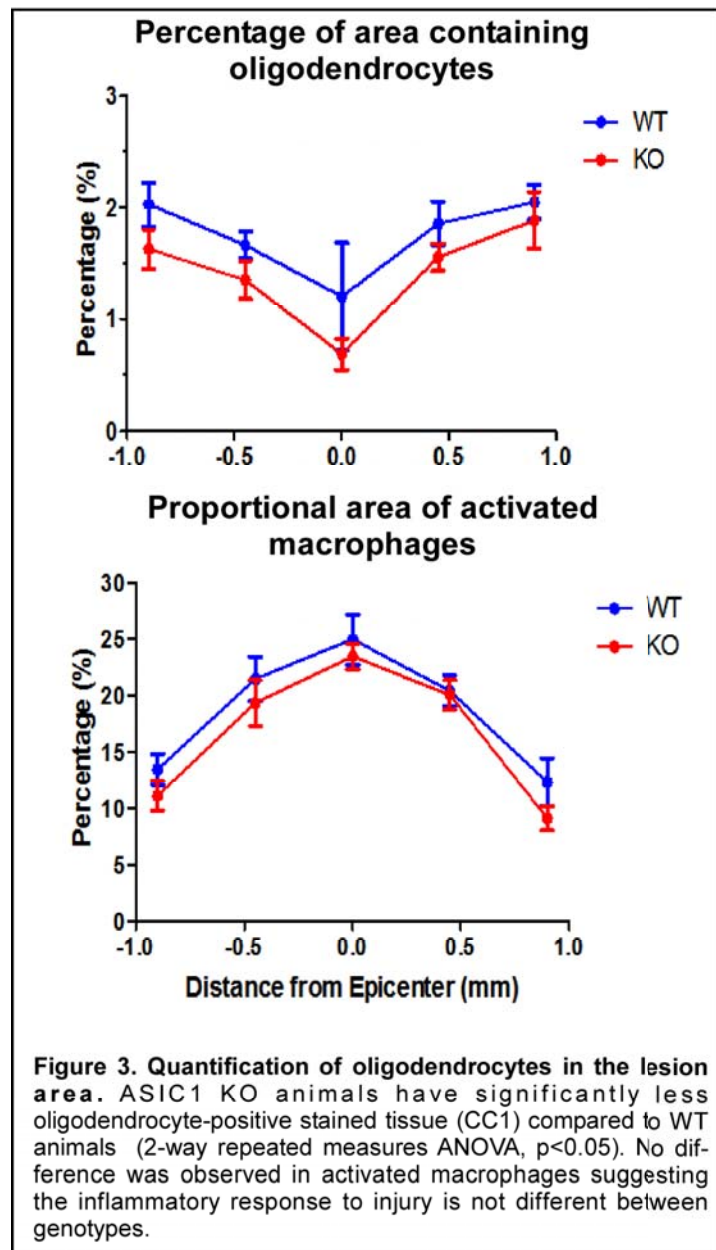 Percentage of area containing
oligodendrocytes
3
2
1
0
Percentage (%)
WT
KO
-1.0
-0.5
0.0
0.5
1.0
Proportional area of activated
macrophages
30
25
20
15
10
5
0
Percentage (%)
WT
KO
-1.0
-0.5
0.0
0.5
1.0
Distance from Epicenter (mm)
Figure 3. Quantification of oligodendrocytes in the lesion
area. ASIC1 KO animals have significantly less
oligodendrocyte-positive stained tissue (CC1) compared to WT
animals (2-way repeated measures ANOVA, p<0.05). No dif-
ference was observed in activated macrophages suggesting
the inflammatory response to injury is not different between
genotypes.